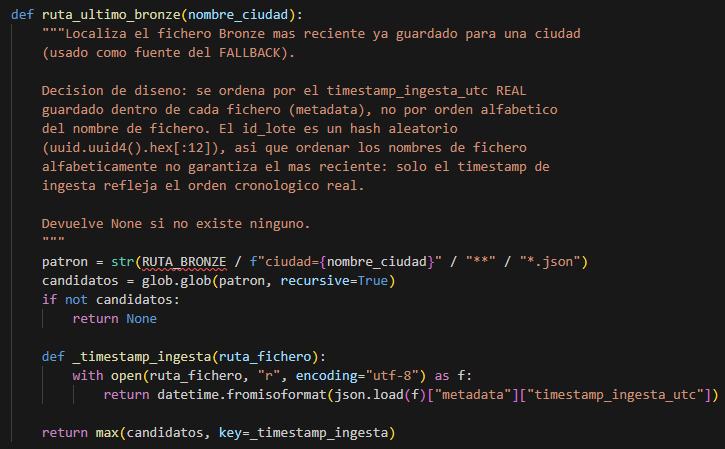 def ruta_ultimo_bronze(nombre_ciudad):
    """Localiza el fichero Bronze mas reciente ya guardado para una ciudad
    (usado como fuente del FALLBACK).

    Decision de diseno: se ordena por el timestamp_ingesta_utc REAL
    guardado dentro de cada fichero (metadata), no por orden alfabetico
    del nombre de fichero. El id_lote es un hash aleatorio
    (uuid.uuid4().hex[:12]), asi que ordenar los nombres de fichero
    alfabeticamente no garantiza el mas reciente: solo el timestamp de
    ingesta refleja el orden cronologico real.

    Devuelve None si no existe ninguno.
    """
    patron = str(RUTA_BRONZE / f"ciudad={nombre_ciudad}" / "**" / "*.json")
    candidatos = glob.glob(patron, recursive=True)
    if not candidatos:
        return None

    def _timestamp_ingesta(ruta_fichero):
        with open(ruta_fichero, "r", encoding="utf-8") as f:
            return datetime.fromisoformat(json.load(f)["metadata"]["timestamp_ingesta_utc"])

    return max(candidatos, key=_timestamp_ingesta)